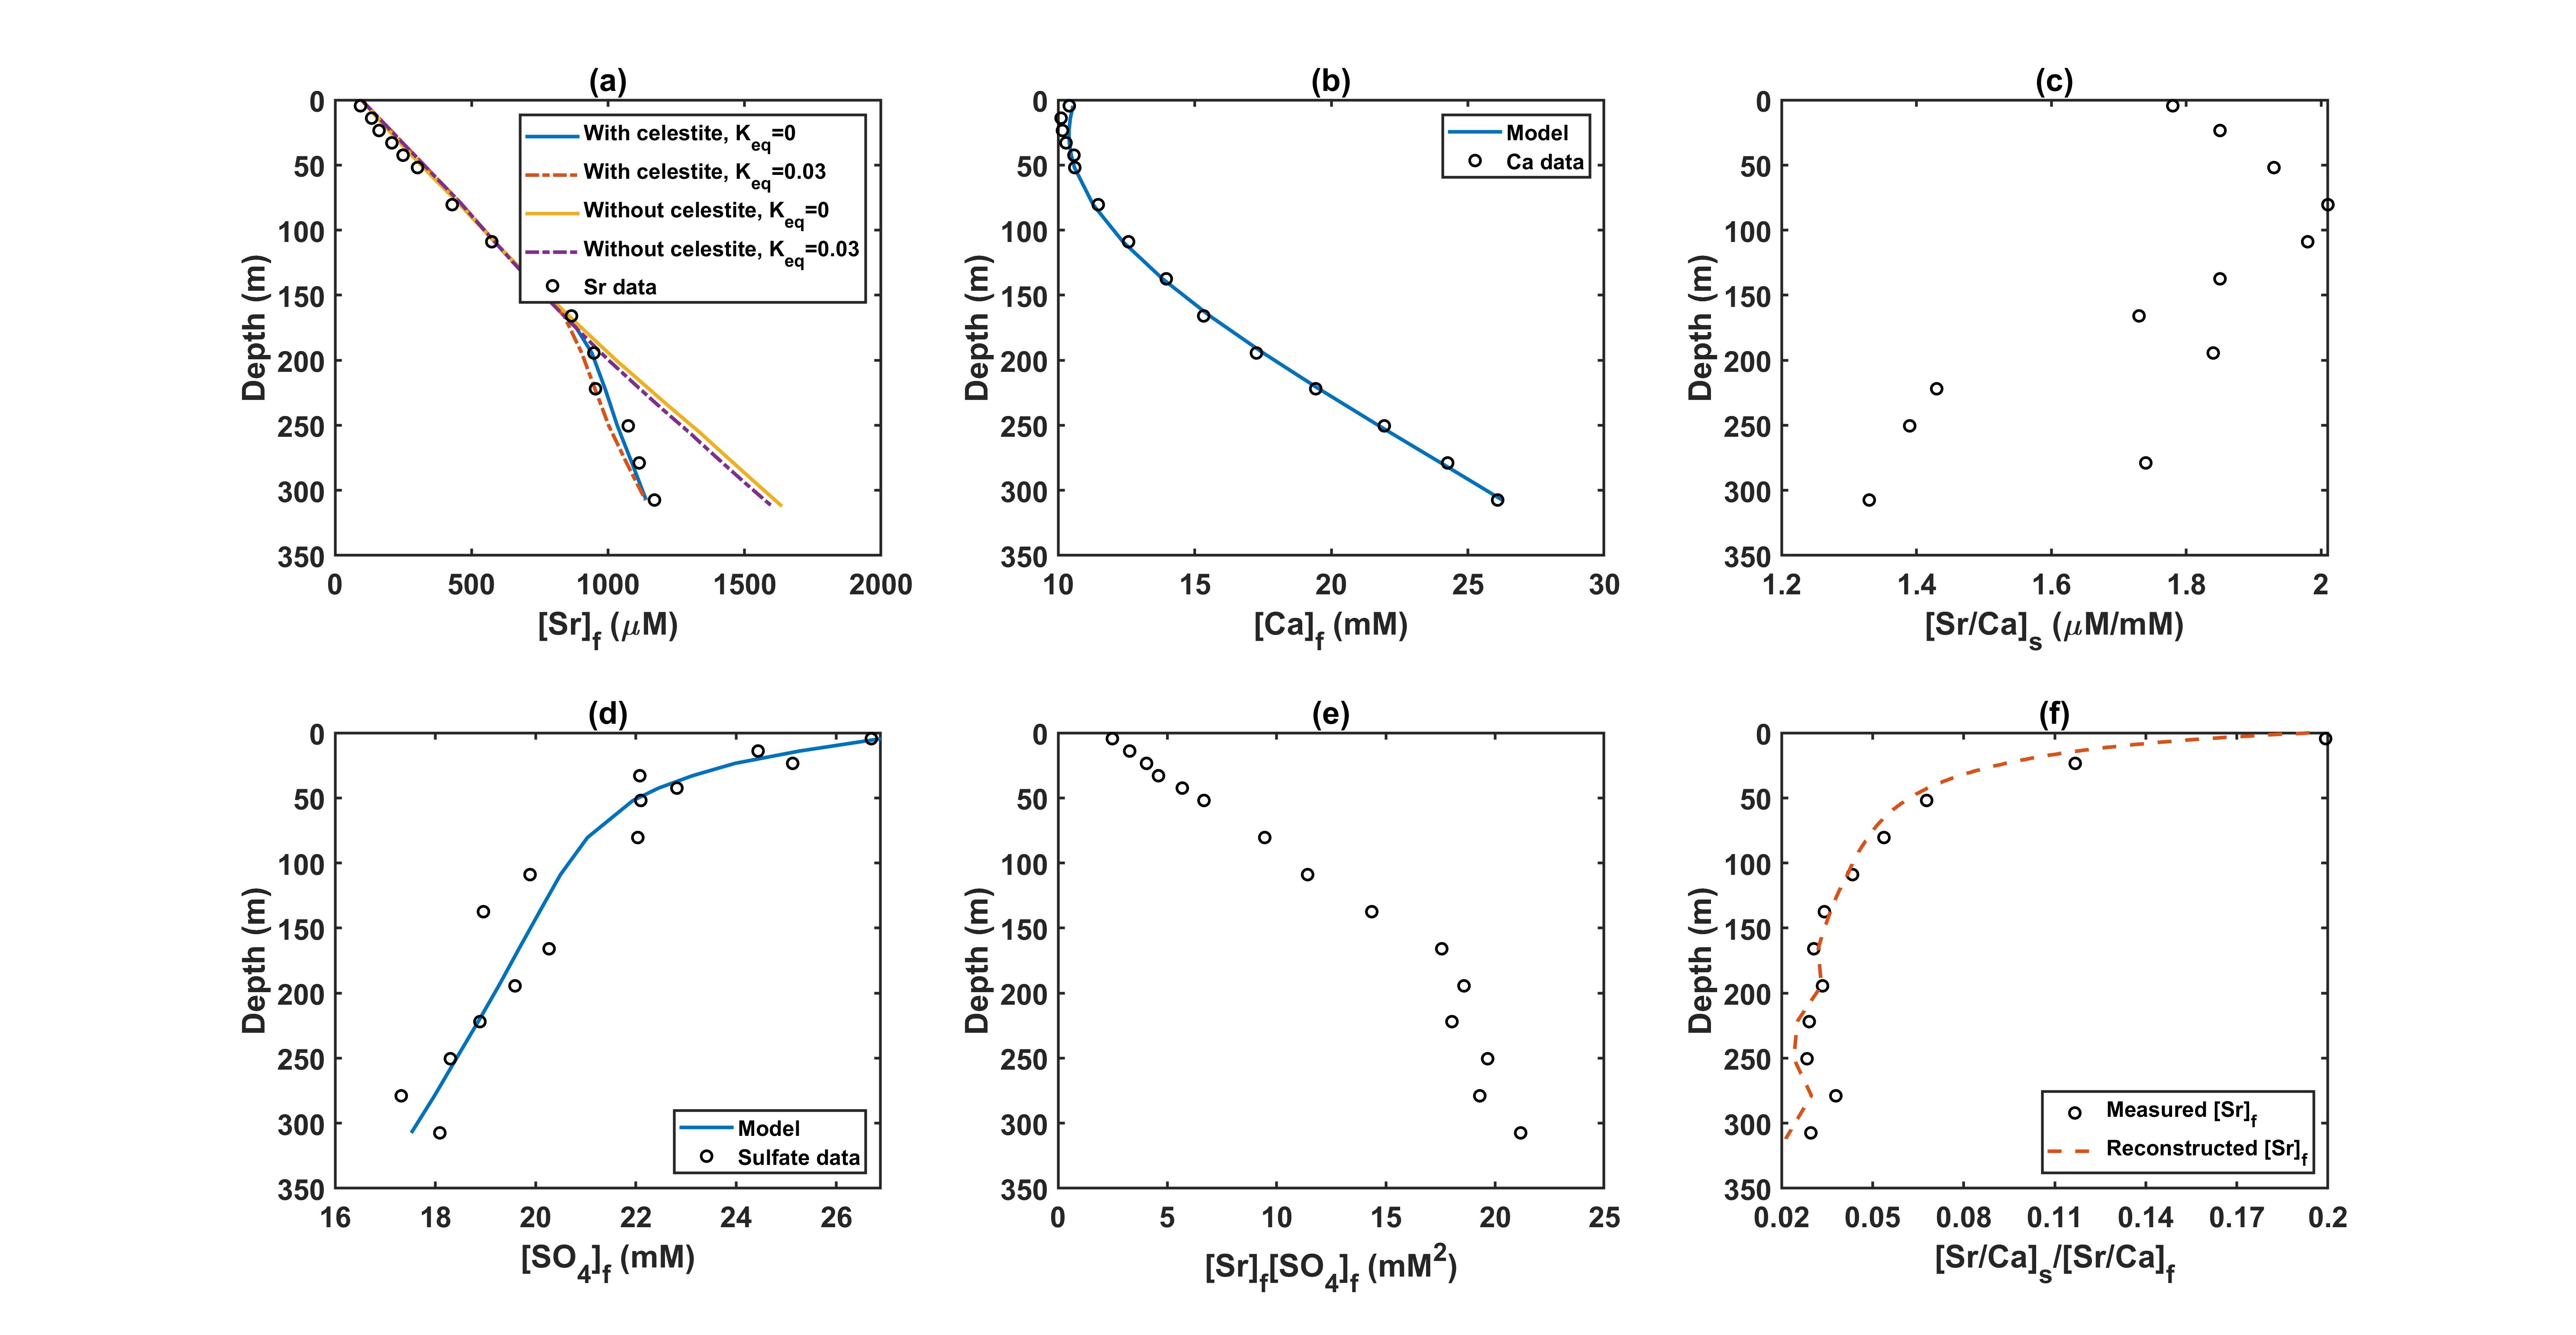 (a)
0
50
100
150
200
250
300
350
Depth (m)
With celestite, Keq=0
With celestite, Keq=0.03
Without celestite, Keq=0
Without celestite, Keq=0.03
Sr data
0 500 1000 1500 2000
[Sr]f (μM)
(b)
0
50
100
150
200
250
300
350
Depth (m)
Model
Ca data
10 15 20 25 30
[Ca]f (mM)
(c)
0
50
100
150
200
250
300
350
Depth (m)
1.2 1.4 1.6 1.8 2
[Sr/Ca]s (μM/mM)
(d)
0
50
100
150
200
250
300
350
Depth (m)
Model
Sulfate data
16 18 20 22 24 26
[SO4]f (mM)
(e)
0
50
100
150
200
250
300
350
Depth (m)
0 5 10 15 20 25
[Sr]f[SO4]f (mM2)
(f)
0
50
100
150
200
250
300
350
Depth (m)
Measured [Sr]f
Reconstructed [Sr]f
0.02 0.05 0.08 0.11 0.14 0.17 0.2
[Sr/Ca]s/[Sr/Ca]f